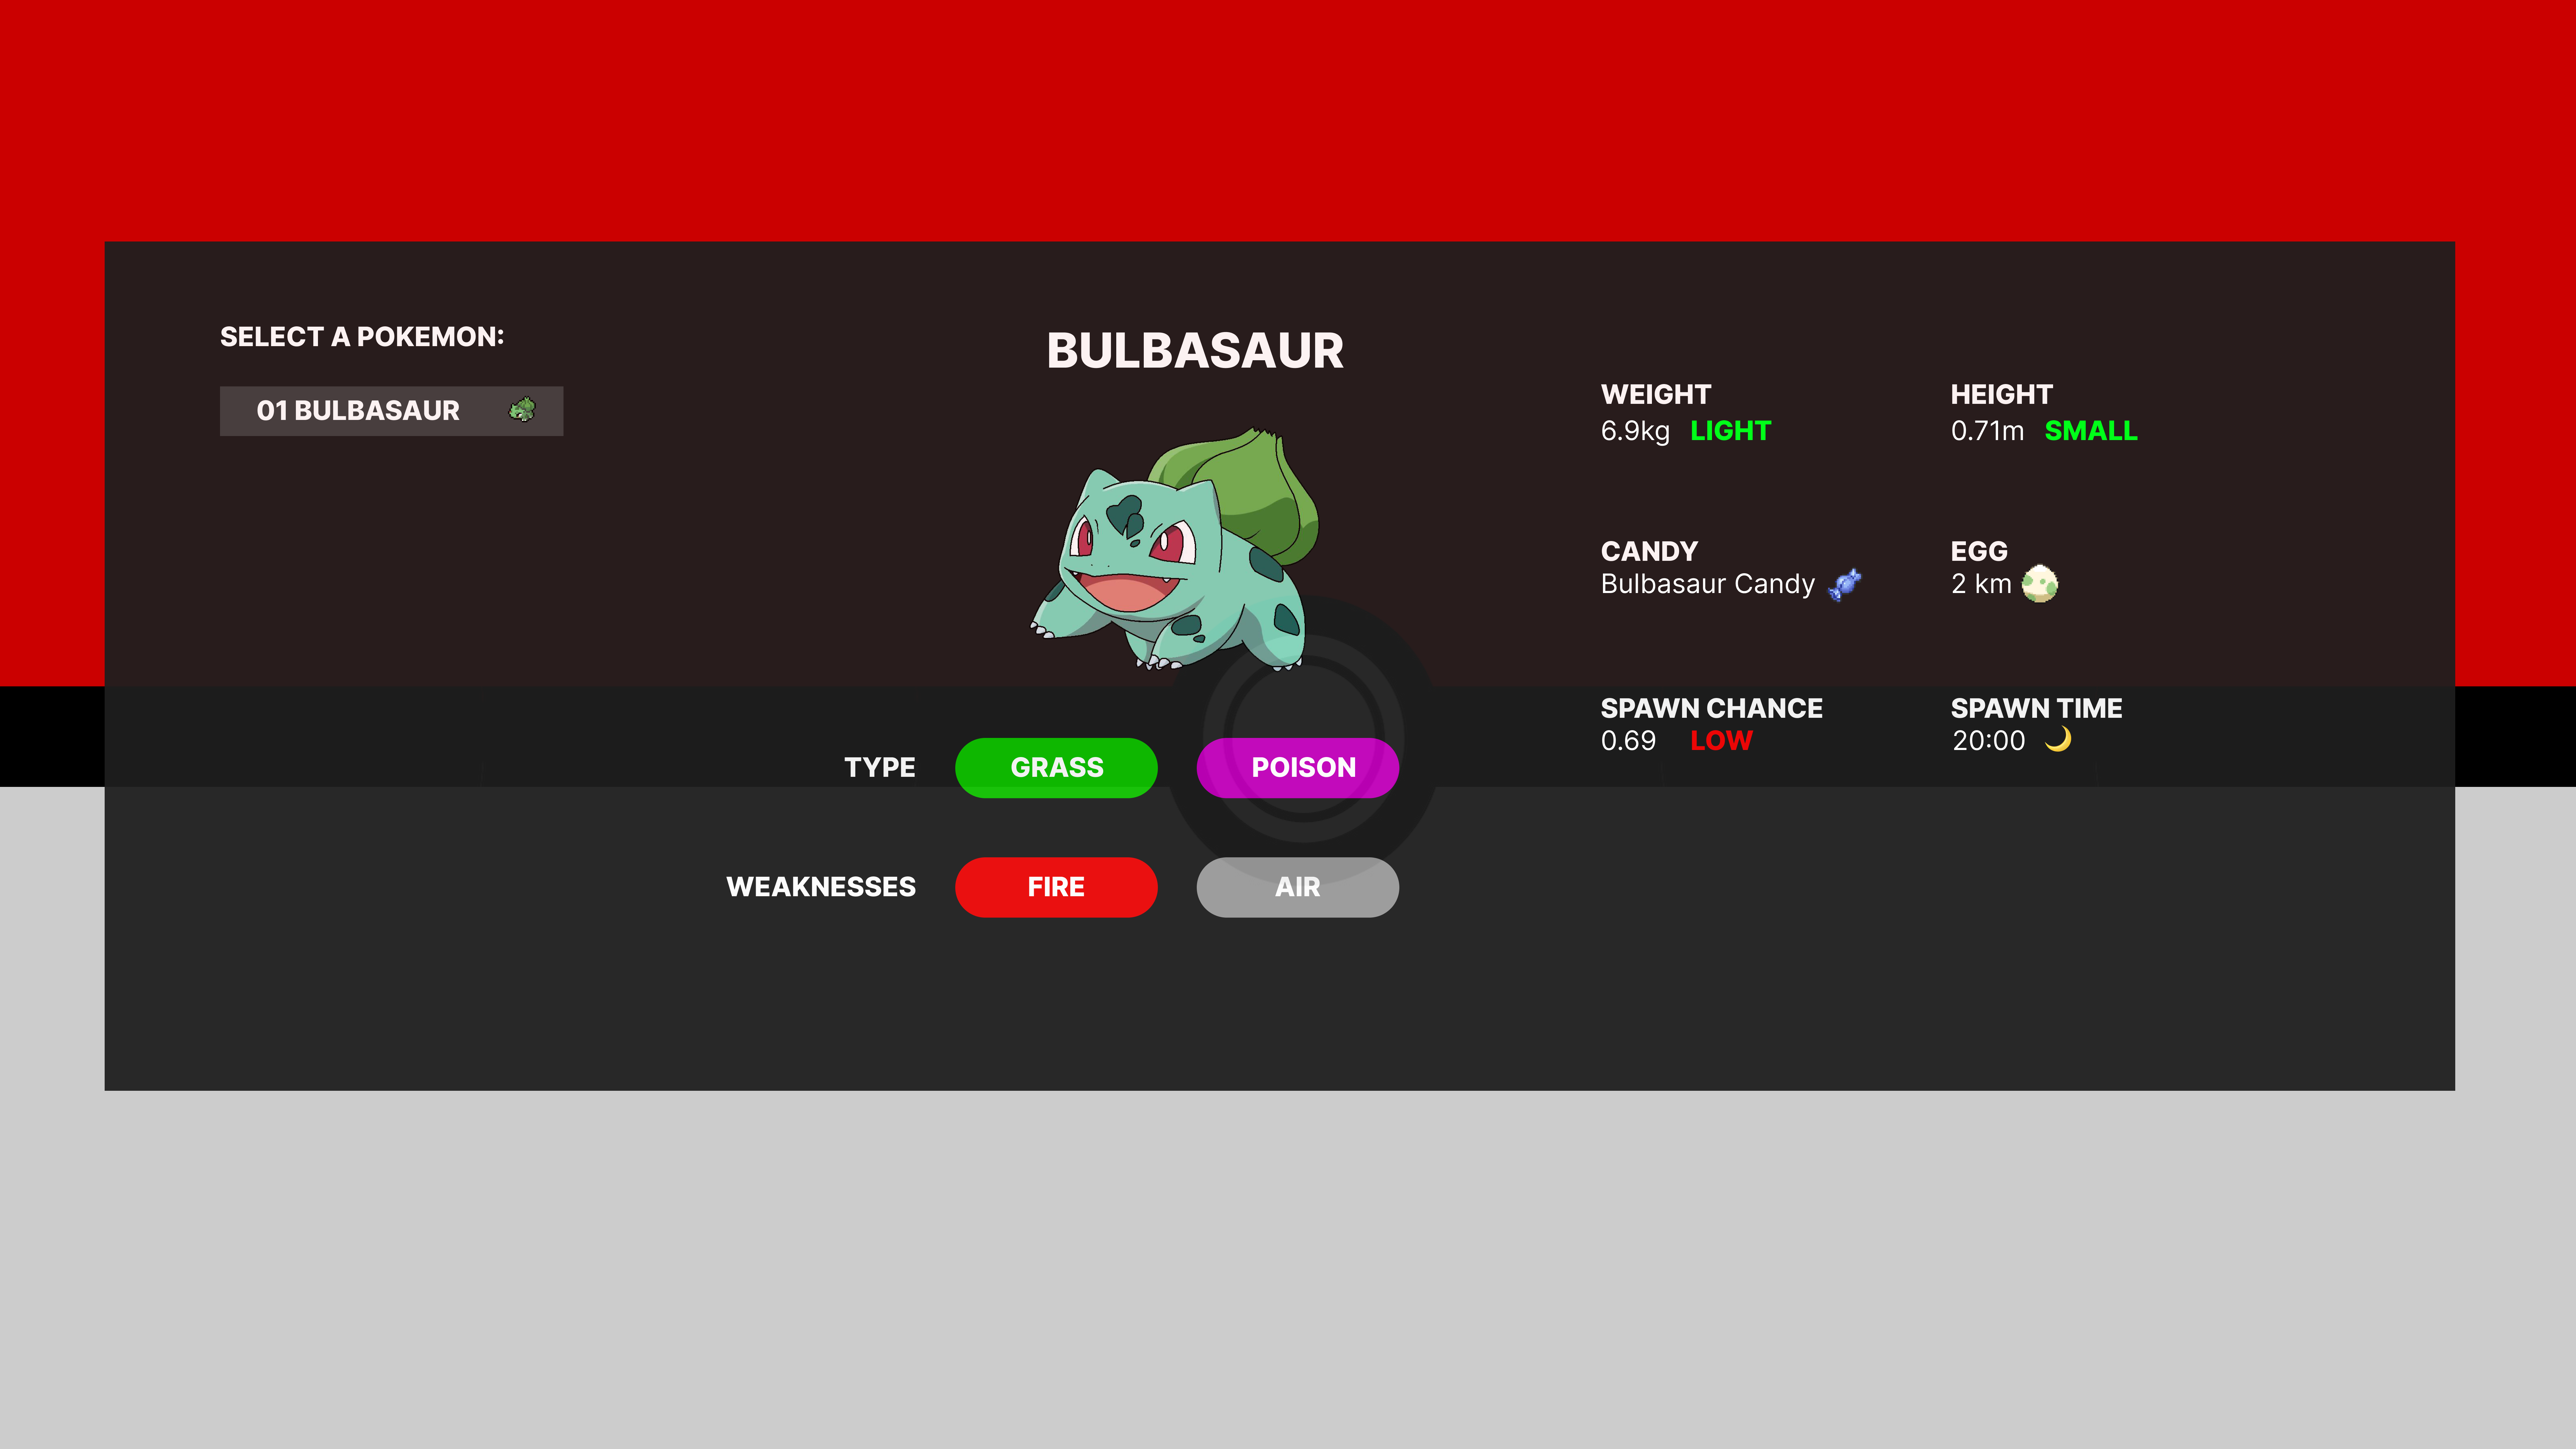 SELECT A POKEMON:
01 BULBASAUR
BULBASAUR
TYPE GRASS POISON
WEAKNESSES FIRE AIR
WEIGHT
6.9kg LIGHT
HEIGHT
0.71m SMALL
CANDY
Bulbasaur Candy
EGG
2 km
SPAWN CHANCE
0.69 LOW
SPAWN TIME
20:00